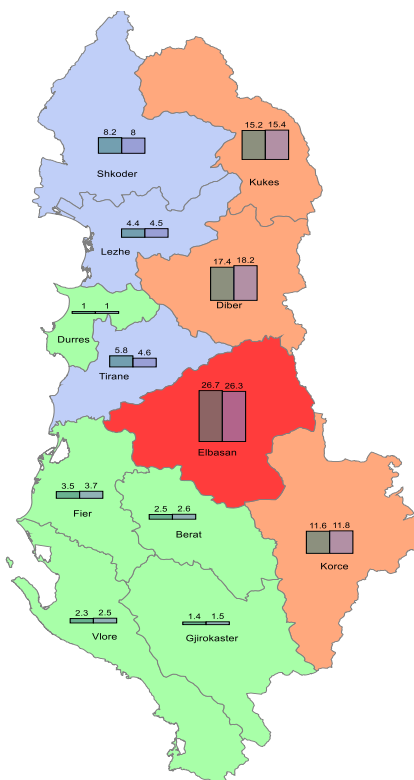 15.2 15.4
Kukes
8.2 8
Shkoder
4.4 4.5
Lezhe
17.4 18.2
Diber
1 1
Durres
5.8 4.6
Tirane
26.7 26.3
Elbasan
3.5 3.7
Fier
2.5 2.6
Berat
11.6 11.8
Korce
2.3 2.5
Vlore
1.4 1.5
Gjirokaster